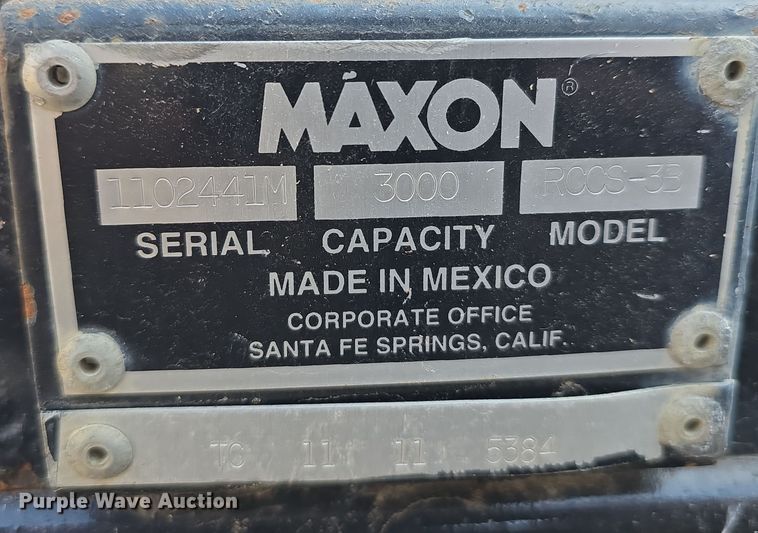 MAXON®
1102441M 3000 RCCS-3B
SERIAL CAPACITY MODEL
MADE IN MEXICO
CORPORATE OFFICE
SANTA FE SPRINGS, CALIF.
TC 11 11 5384
Purple Wave Auction